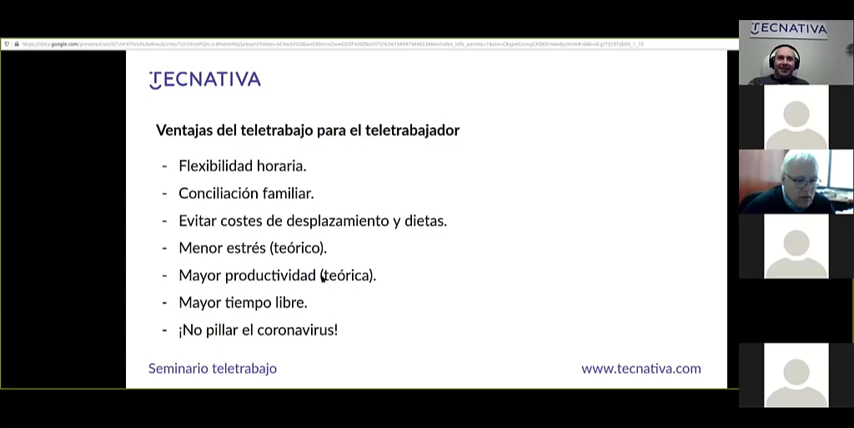 TECNATIVA
TECNATIVA
Ventajas del teletrabajo para el teletrabajador
- Flexibilidad horaria.
- Conciliación familiar.
- Evitar costes de desplazamiento y dietas.
- Menor estrés (teórico).
- Mayor productividad (teórica).
- Mayor tiempo libre.
- ¡No pillar el coronavirus!
Seminario teletrabajo
www.tecnativa.com